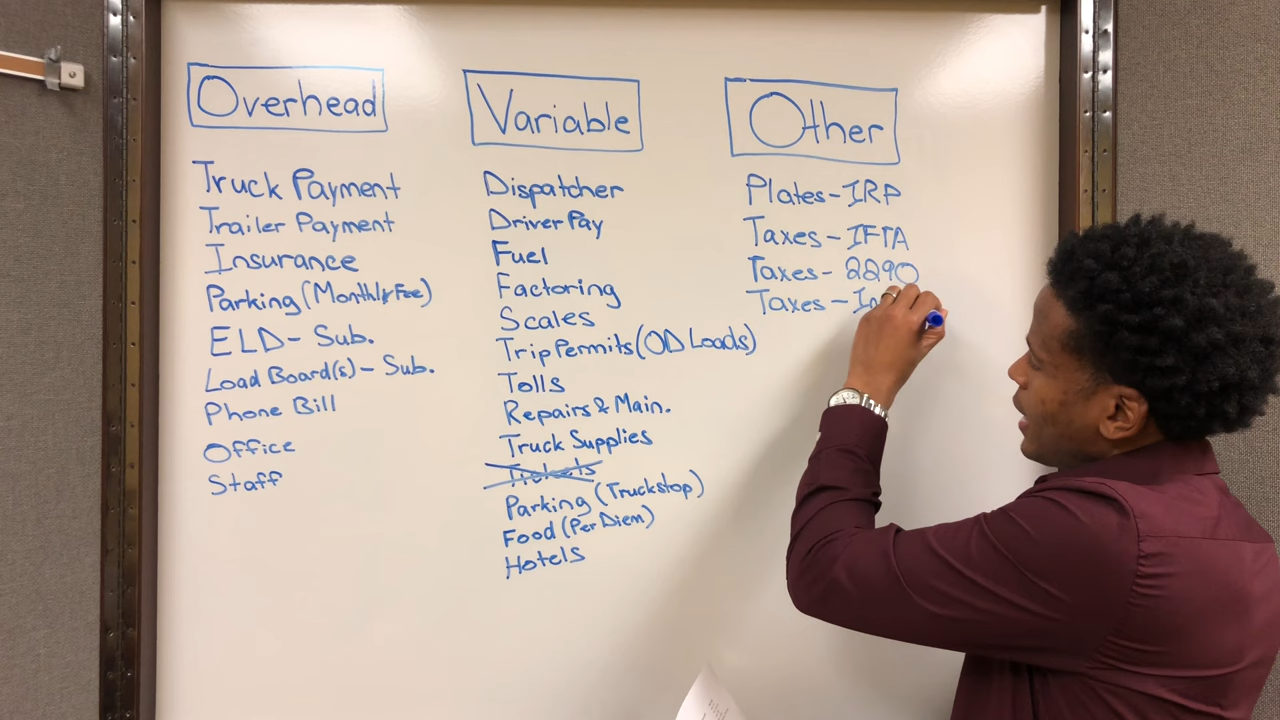 Overhead
Truck Payment
Trailer Payment
Insurance
Parking (Monthly Fee)
ELD - Sub.
Load Board(s) - Sub.
Phone Bill
Office
Staff
Variable
Dispatcher
Driver Pay
Fuel
Factoring
Scales
Trip Permits (OD Loads)
Tolls
Repairs & Main.
Truck Supplies
Tickets
Parking (Truckstop)
Food (Per Diem)
Hotels
Other
Plates - IRP
Taxes - IFTA
Taxes - 2290
Taxes - In